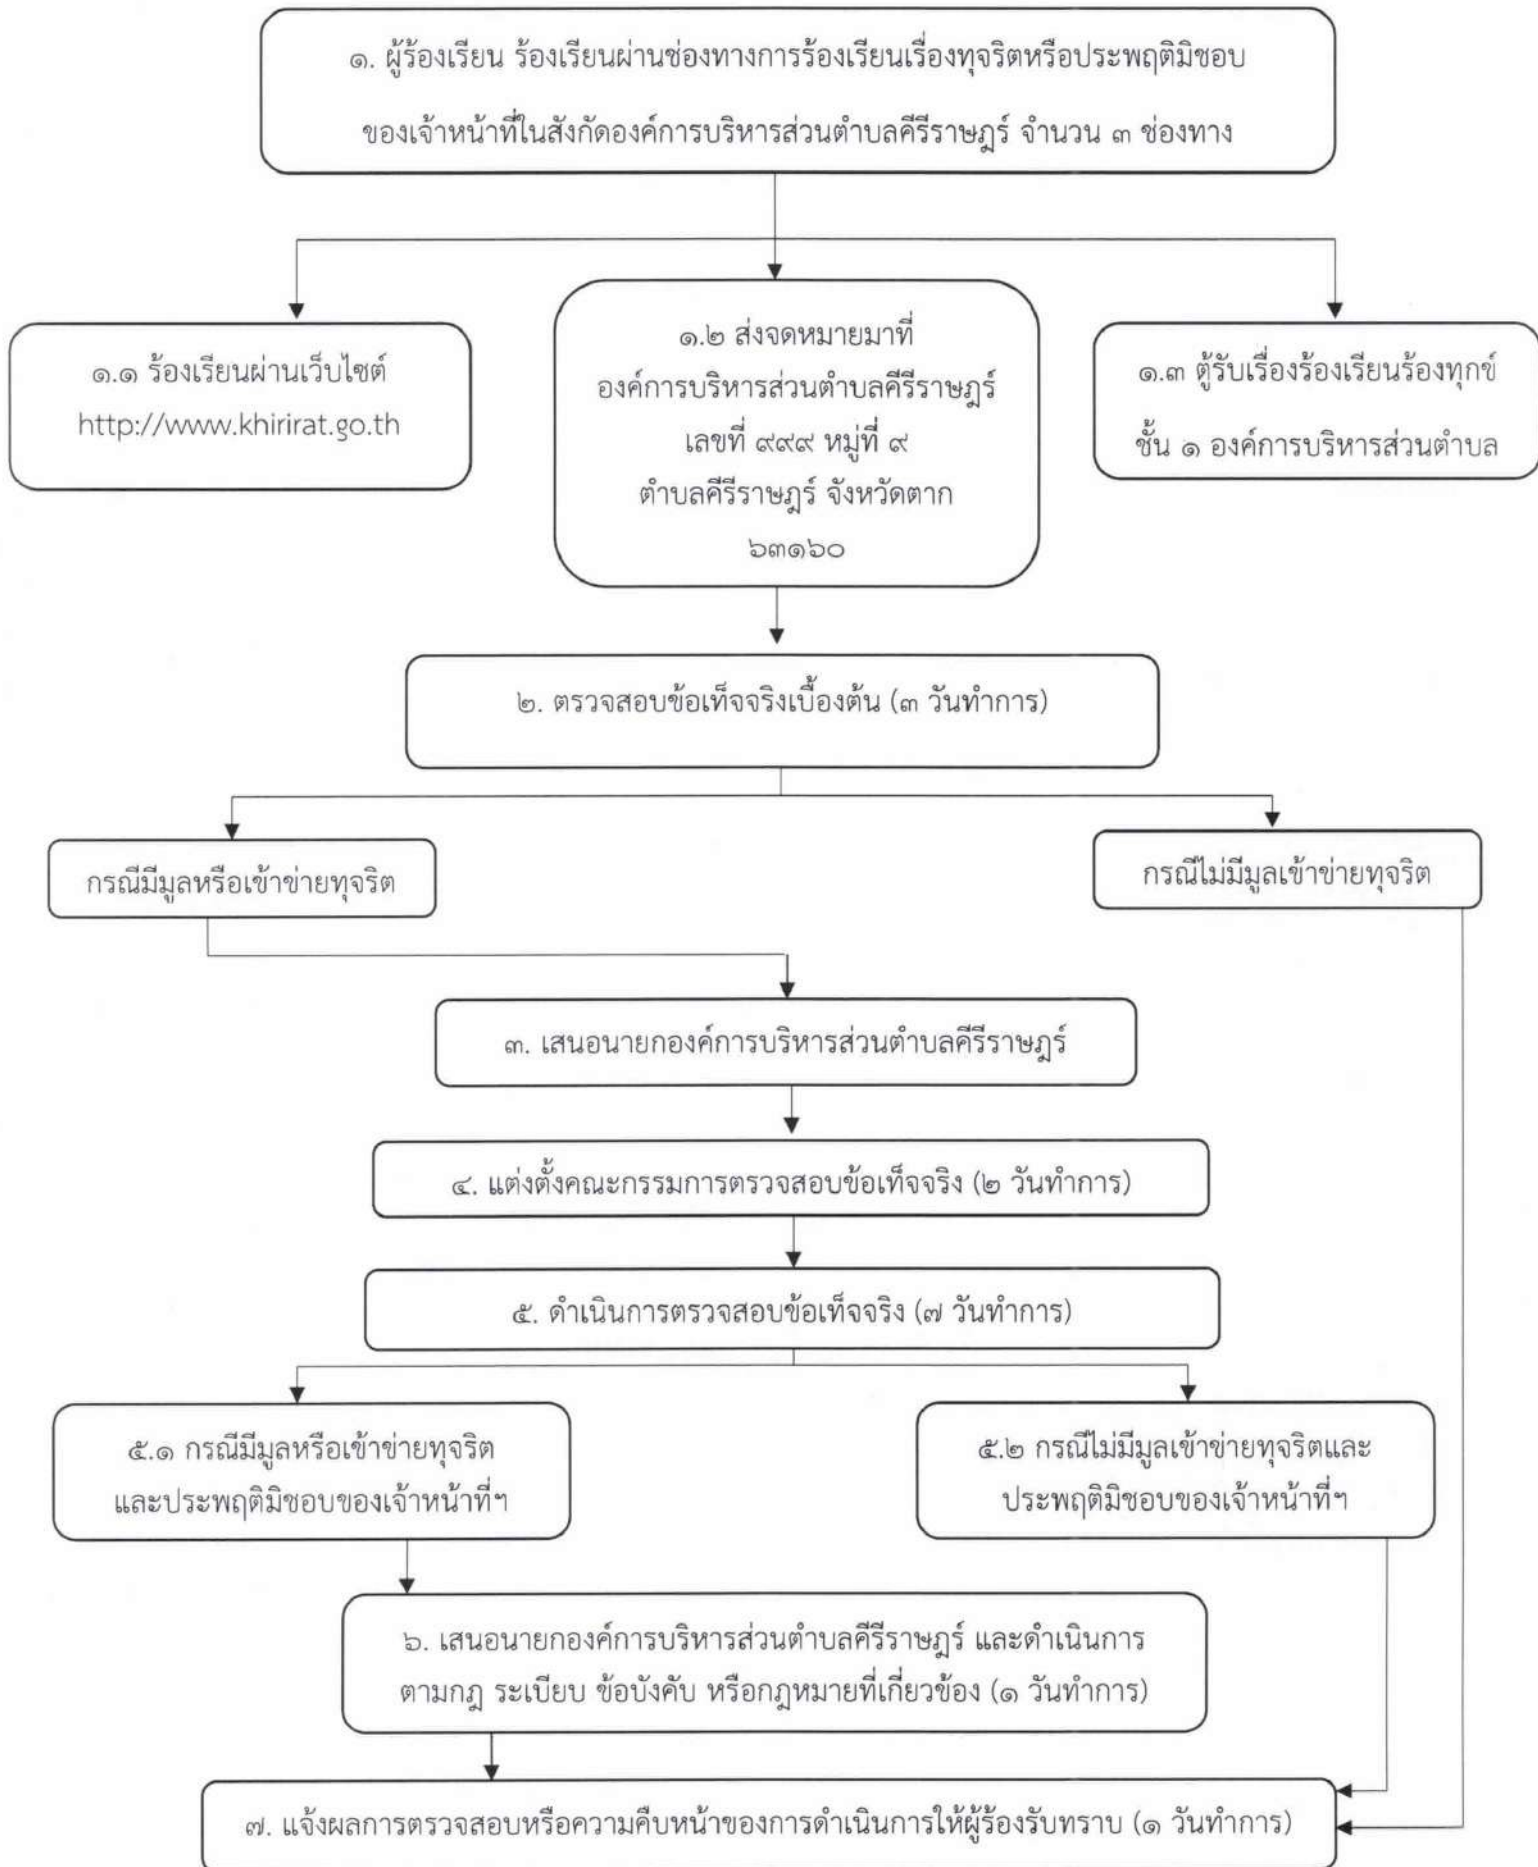 ๑. ผู้ร้องเรียน ร้องเรียนผ่านช่องทางการร้องเรียนเรื่องทุจริตหรือประพฤติมิชอบ
ของเจ้าหน้าที่ในสังกัดองค์การบริหารส่วนตำบลคีรีราษฎร์ จำนวน ๓ ช่องทาง
๑.๑ ร้องเรียนผ่านเว็บไซต์
http://www.khirirat.go.th
๑.๒ ส่งจดหมายมาที่
องค์การบริหารส่วนตำบลคีรีราษฎร์
เลขที่ ๙๙๙ หมู่ที่ ๙
ตำบลคีรีราษฎร์ จังหวัดตาก
๖๓๑๖๐
๑.๓ ตู้รับเรื่องร้องเรียนร้องทุกข์
ชั้น ๑ องค์การบริหารส่วนตำบล
๒. ตรวจสอบข้อเท็จจริงเบื้องต้น (๓ วันทำการ)
กรณีมีมูลหรือเข้าข่ายทุจริต
กรณีไม่มีมูลเข้าข่ายทุจริต
๓. เสนอนายกองค์การบริหารส่วนตำบลคีรีราษฎร์
๔. แต่งตั้งคณะกรรมการตรวจสอบข้อเท็จจริง (๒ วันทำการ)
๕. ดำเนินการตรวจสอบข้อเท็จจริง (๗ วันทำการ)
๕.๑ กรณีมีมูลหรือเข้าข่ายทุจริต
และประพฤติมิชอบของเจ้าหน้าที่ฯ
๕.๒ กรณีไม่มีมูลเข้าข่ายทุจริตและ
ประพฤติมิชอบของเจ้าหน้าที่ฯ
๖. เสนอนายกองค์การบริหารส่วนตำบลคีรีราษฎร์ และดำเนินการ
ตามกฎ ระเบียบ ข้อบังคับ หรือกฎหมายที่เกี่ยวข้อง (๑ วันทำการ)
๗. แจ้งผลการตรวจสอบหรือความคืบหน้าของการดำเนินการให้ผู้ร้องรับทราบ (๑ วันทำการ)